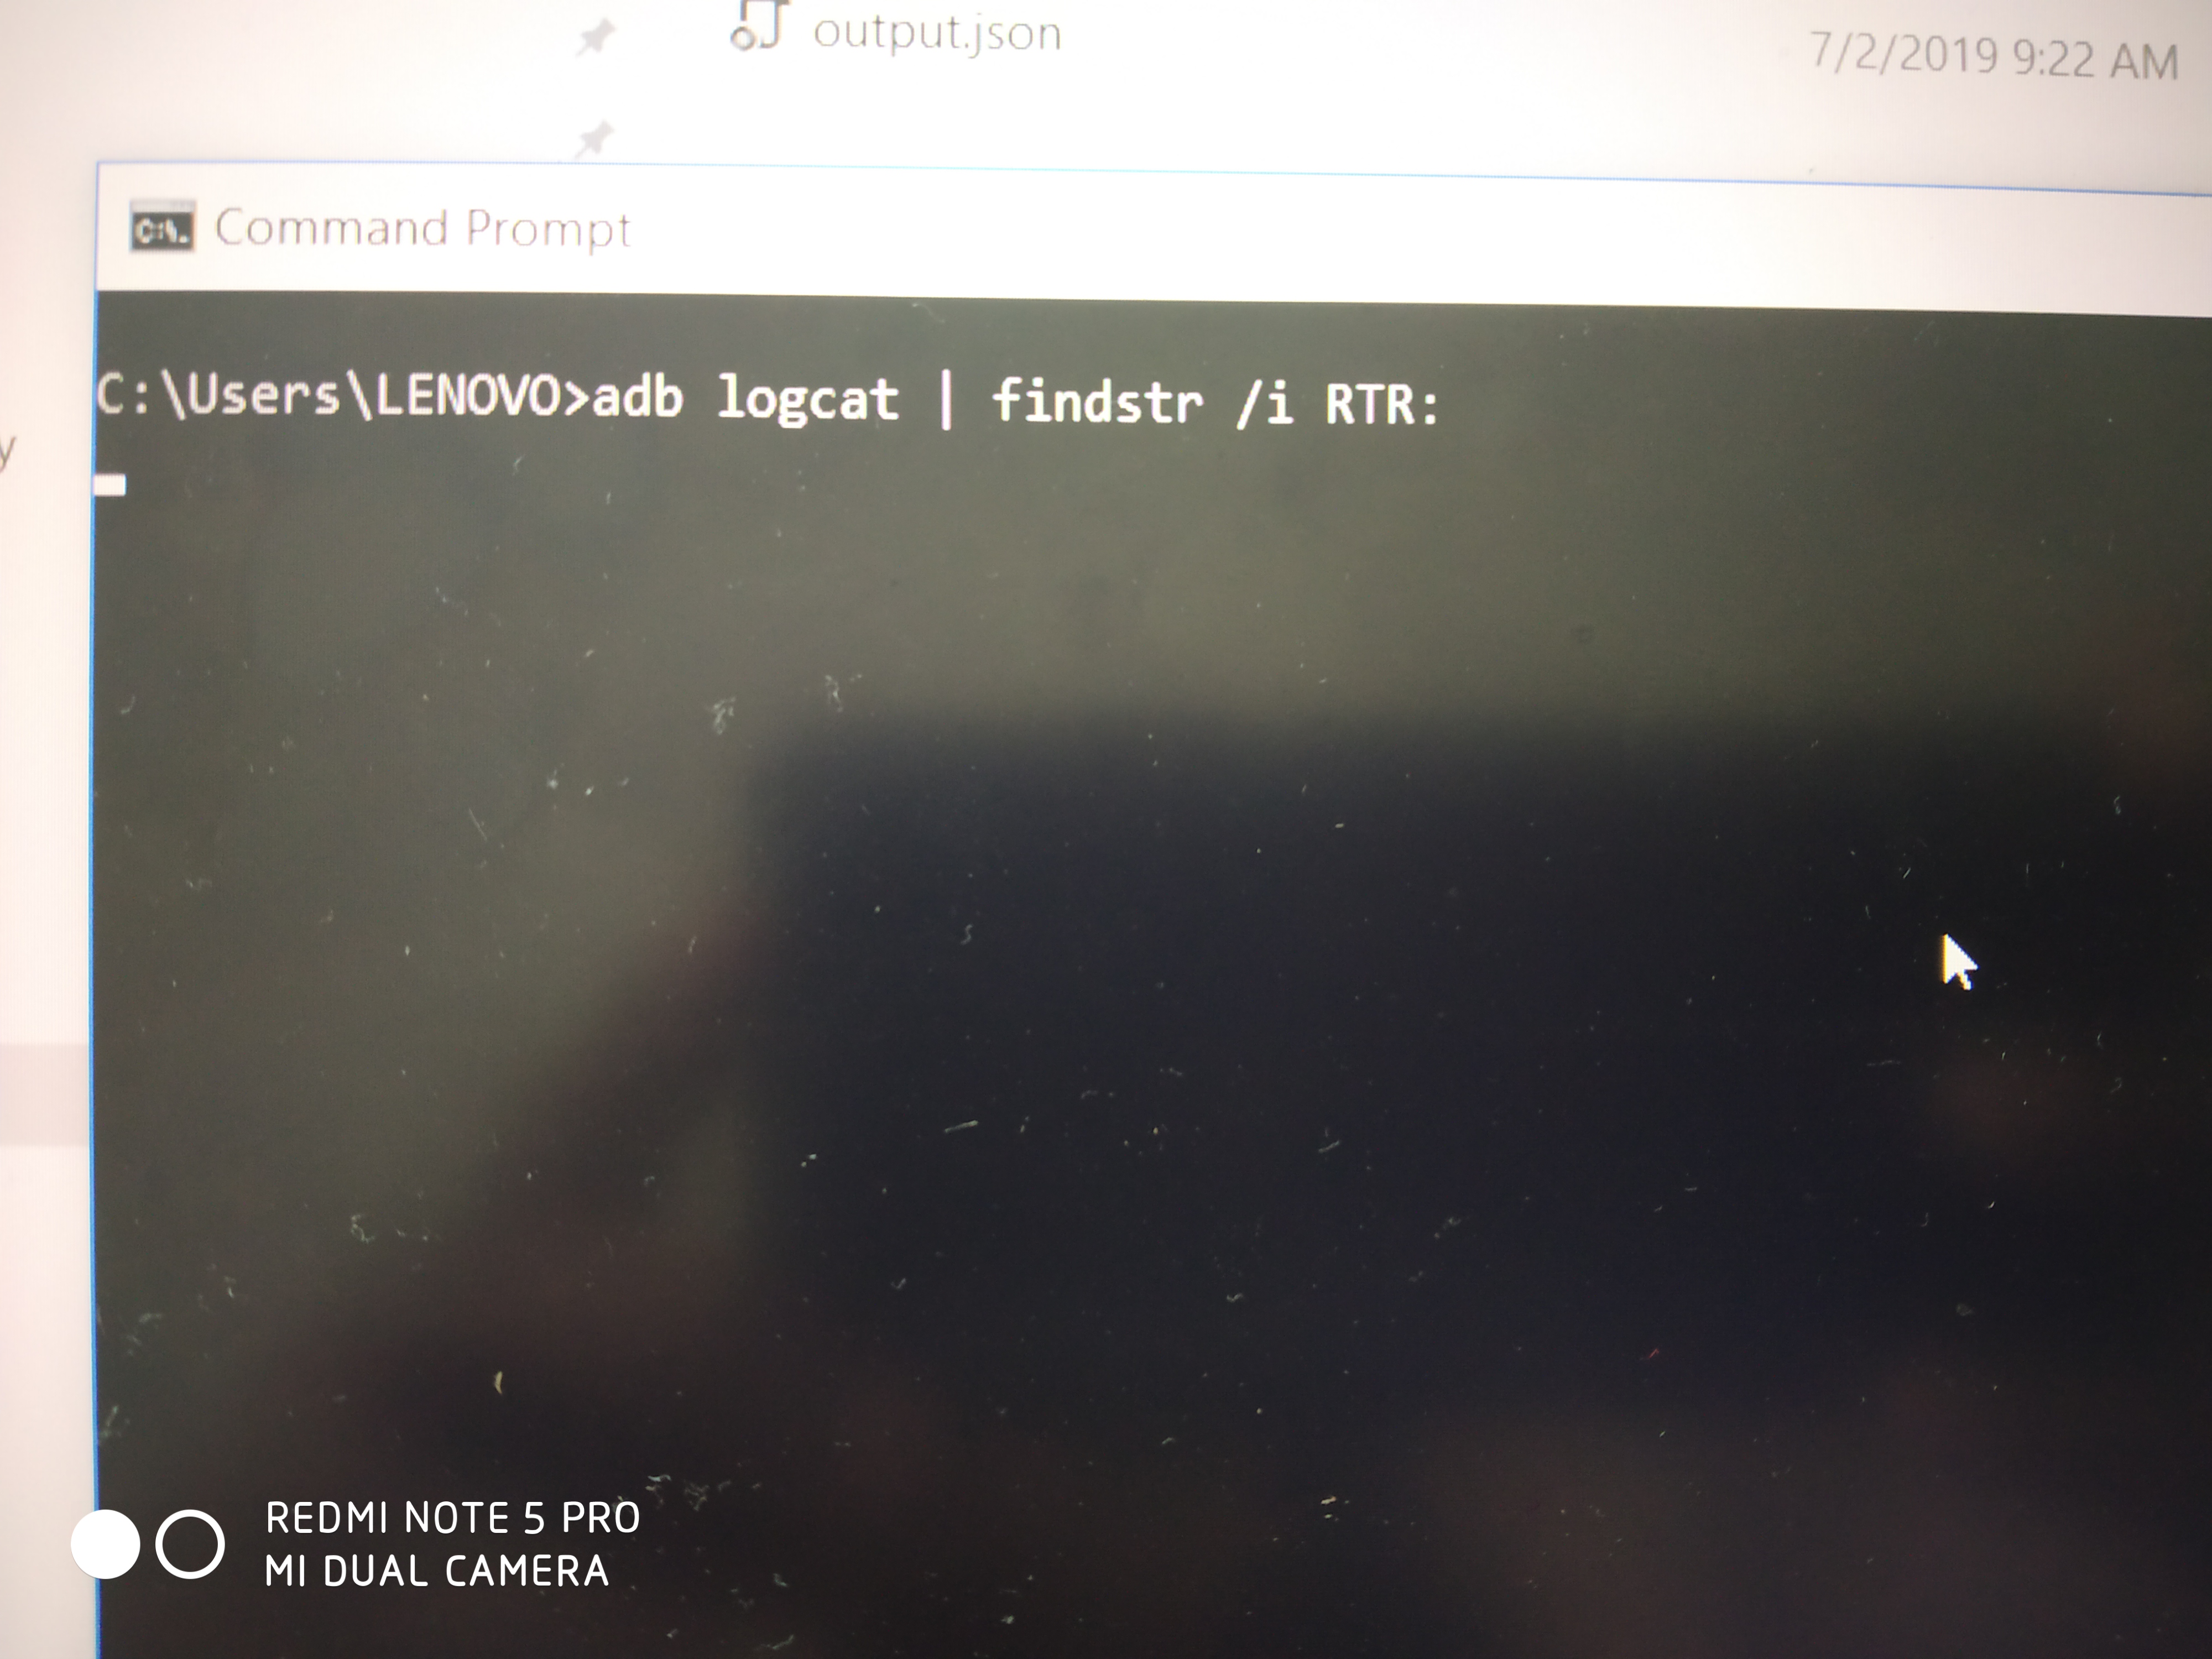 output.json
7/2/2019 9:22 AM
C:\. Command Prompt
C:\Users\LENOVO>adb logcat | findstr /i RTR:
y
REDMI NOTE 5 PRO
MI DUAL CAMERA